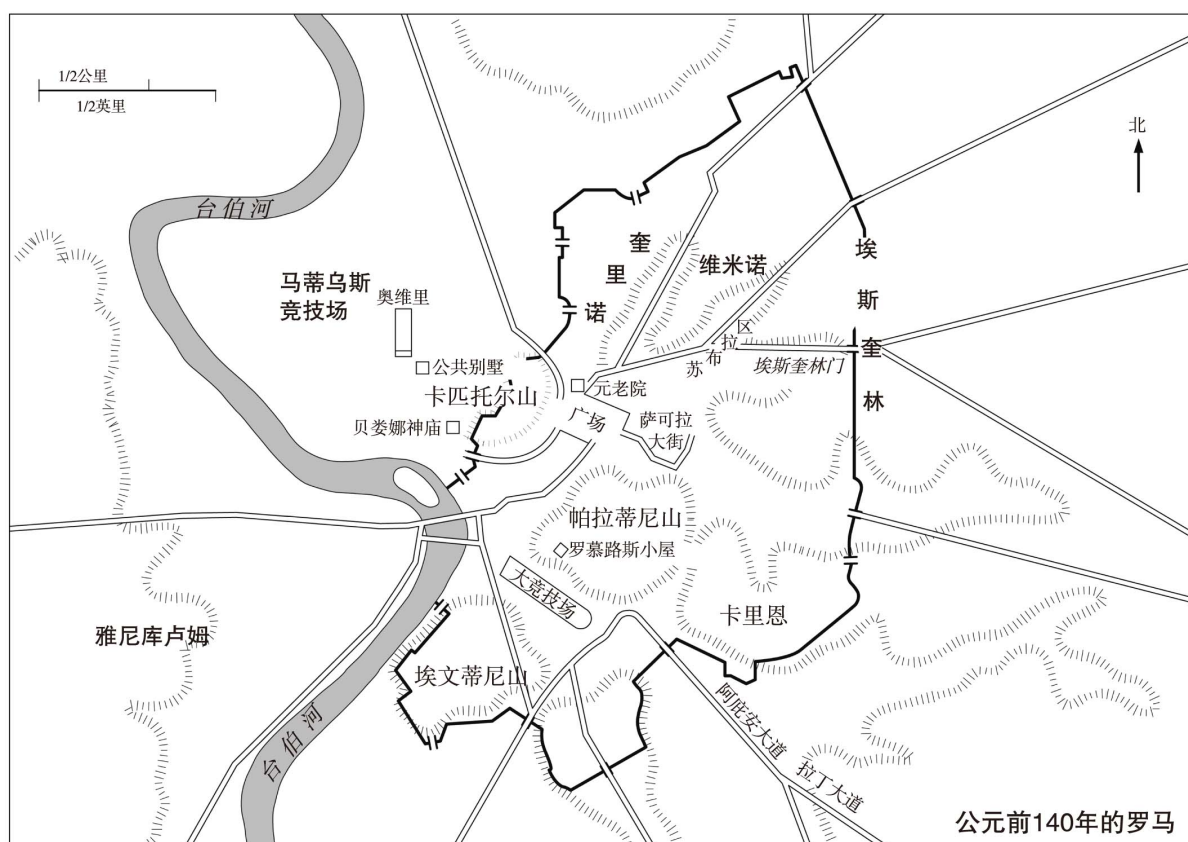 1/2公里
1/2英里
北
台伯河
奎里诺
维米诺
埃斯奎林
马蒂乌斯
竞技场
奥维里
公共别墅
苏布拉区
埃斯奎林门
卡匹托尔山
元老院
贝娄娜神庙
广场
萨可拉
大街
帕拉蒂尼山
罗慕路斯小屋
大竞技场
卡里恩
雅尼库卢姆
埃文蒂尼山
台伯河
阿庇安大道
拉丁大道
公元前140年的罗马